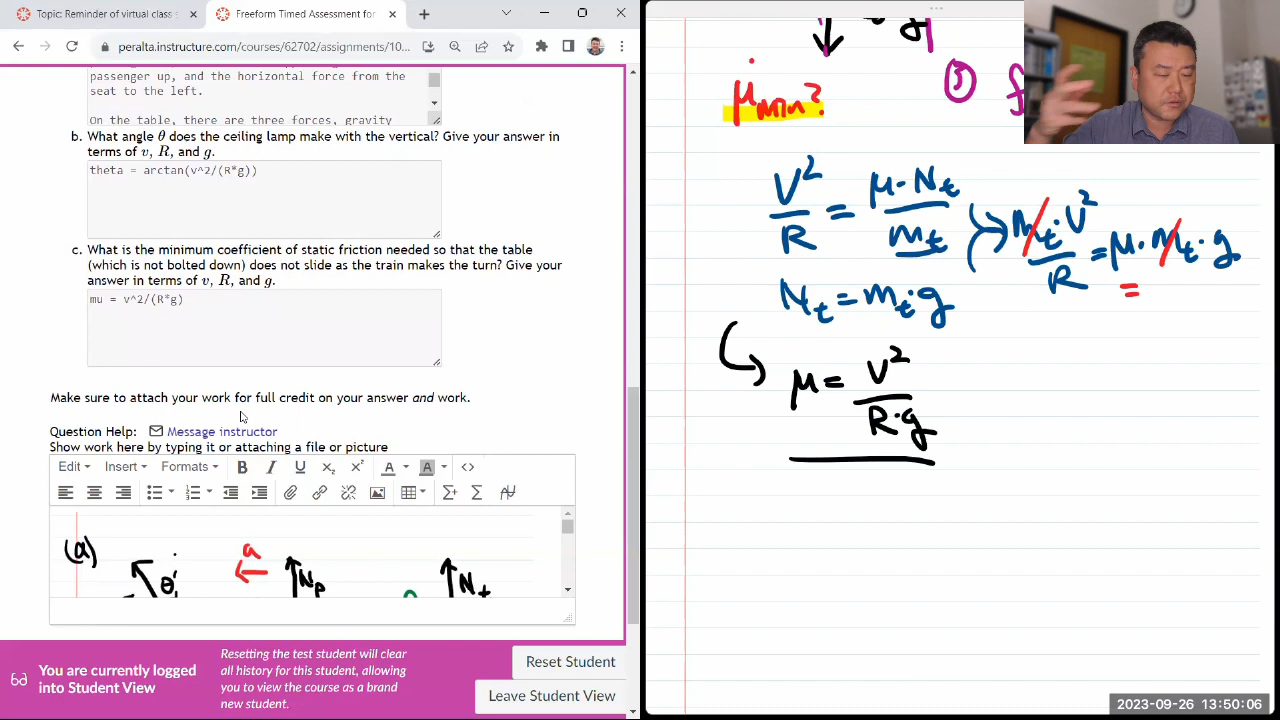 Topic: Reminder of virtual class
Freeform Timed Assessment for
peralta.instructure.com/courses/62702/assignments/10...
passenger up, and the horizontal force from the
seat to the left.
On the table, there are three forces, gravity
b. What angle θ does the ceiling lamp make with the vertical? Give your answer in
terms of v, R, and g.
theta = arctan(v^2/(R*g))
c. What is the minimum coefficient of static friction needed so that the table
(which is not bolted down) does not slide as the train makes the turn? Give your
answer in terms of v, R, and g.
mu = v^2/(R*g)
Make sure to attach your work for full credit on your answer and work.
Question Help: Message instructor
Show work here by typing it or attaching a file or picture
Edit Insert Formats B I U x₂ x² A A <>
(a) θ a Np Nt
You are currently logged
into Student View
Resetting the test student will clear
all history for this student, allowing
you to view the course as a brand
new student.
Reset Student
Leave Student View
μmin?
③ f
V²/R = μ·Nt/mt
mt·V²/R = μ·mt·g
Nt = mt·g
μ = V²/R·g
2023-09-26 13:50:06